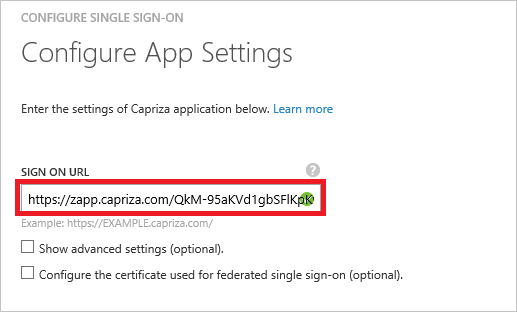 CONFIGURE SINGLE SIGN-ON
Configure App Settings
Enter the settings of Capriza application below. Learn more
SIGN ON URL ?
https://zapp.capriza.com/QkM-95aKVd1gbSFlKpK
Example: https://EXAMPLE.capriza.com/
Show advanced settings (optional).
Configure the certificate used for federated single sign-on (optional).